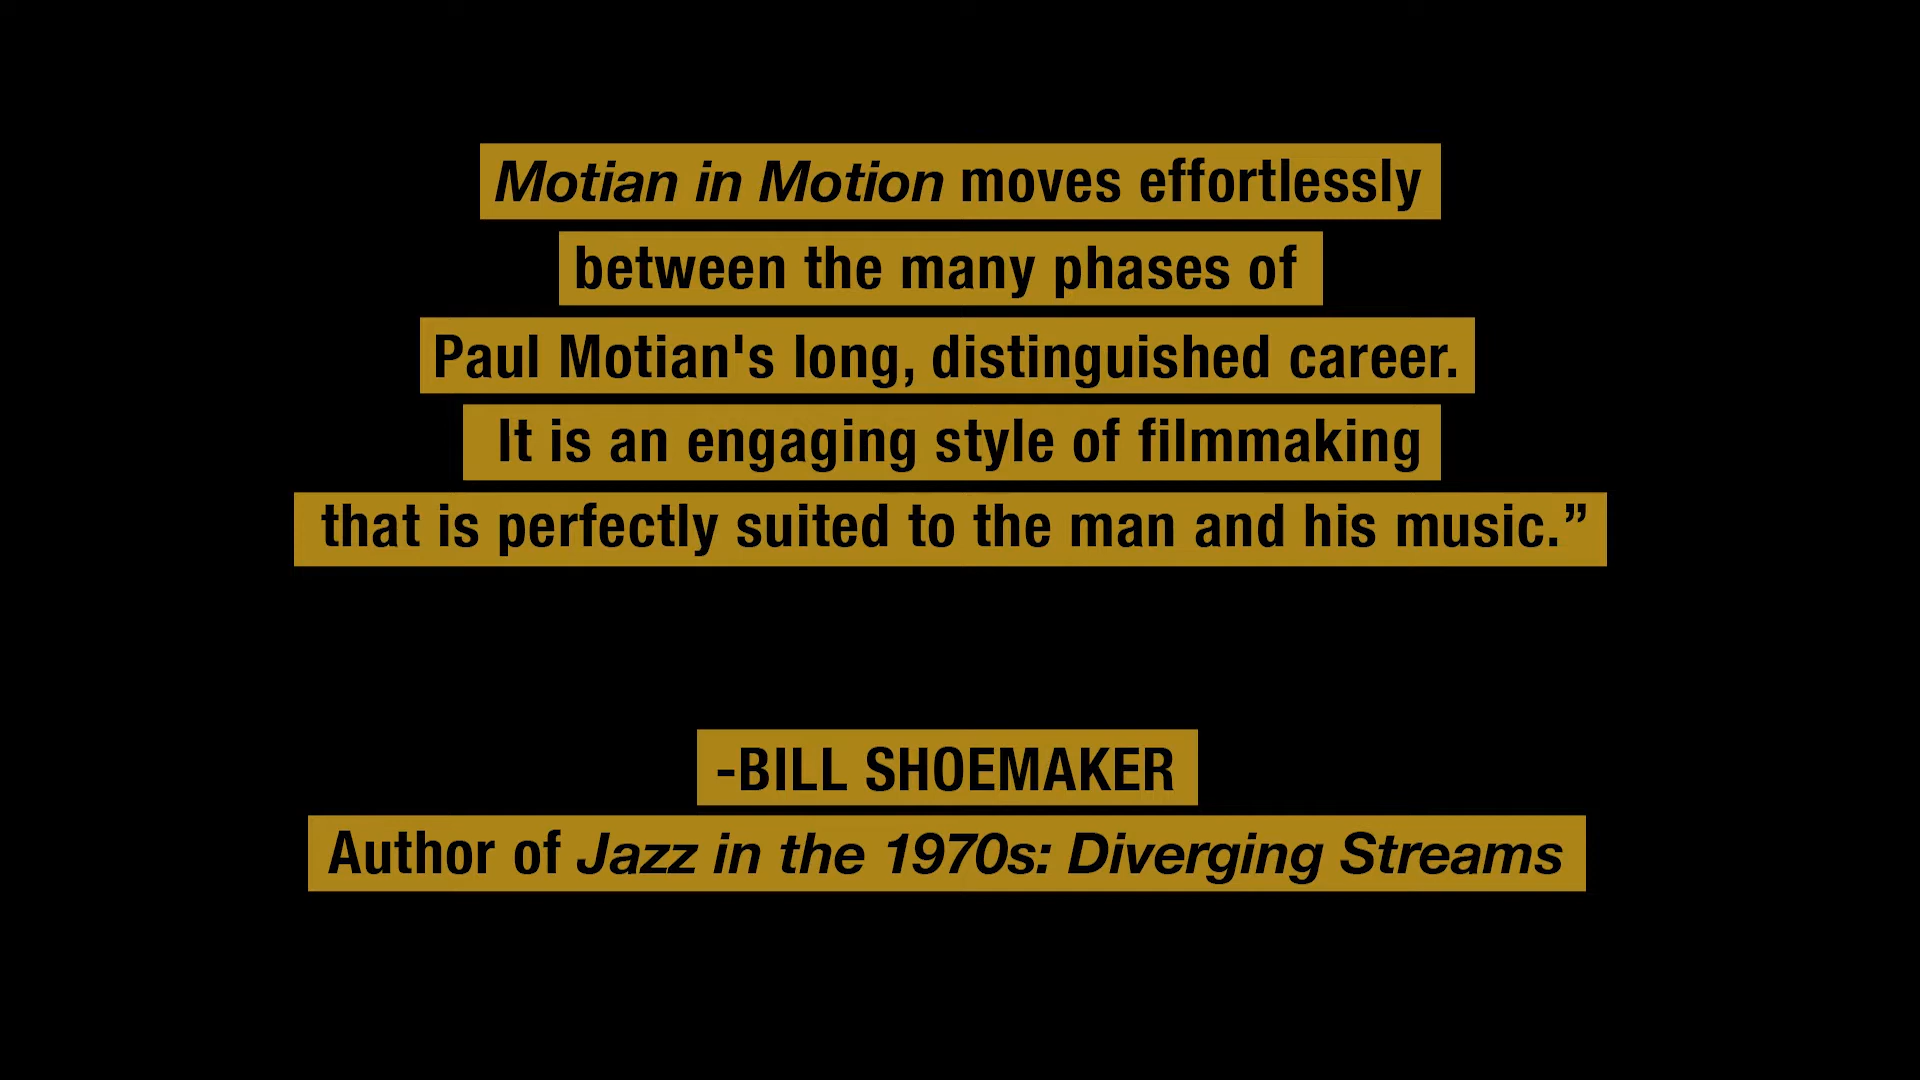 Motian in Motion moves effortlessly
between the many phases of
Paul Motian's long, distinguished career.
It is an engaging style of filmmaking
that is perfectly suited to the man and his music.”
-BILL SHOEMAKER
Author of Jazz in the 1970s: Diverging Streams